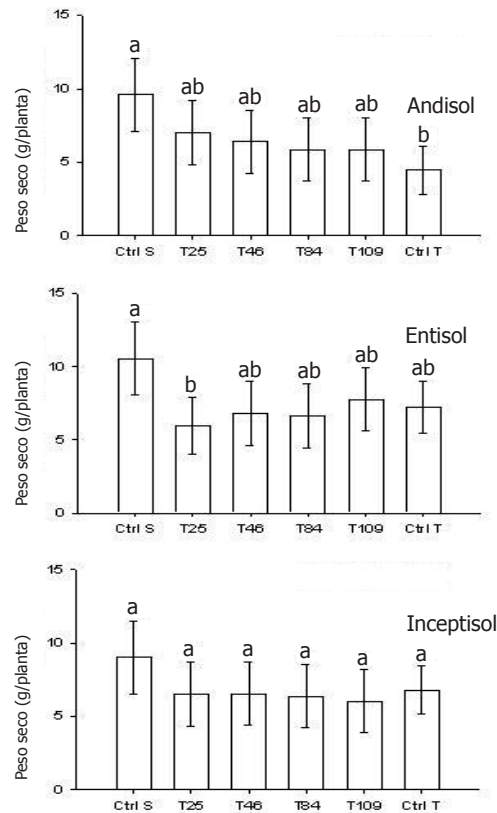 15
a
ab
ab
ab
ab
Andisol
b
10
5
0
Peso seco (g/planta)
Ctrl S T25 T46 T84 T109 Ctrl T
15
a
Entisol
b
ab
ab
ab
ab
10
5
0
Peso seco (g/planta)
Ctrl S T25 T46 T84 T109 Ctrl T
15
a
Inceptisol
a
a
a
a
a
10
5
0
Peso seco (g/planta)
Ctrl S T25 T46 T84 T109 Ctrl T